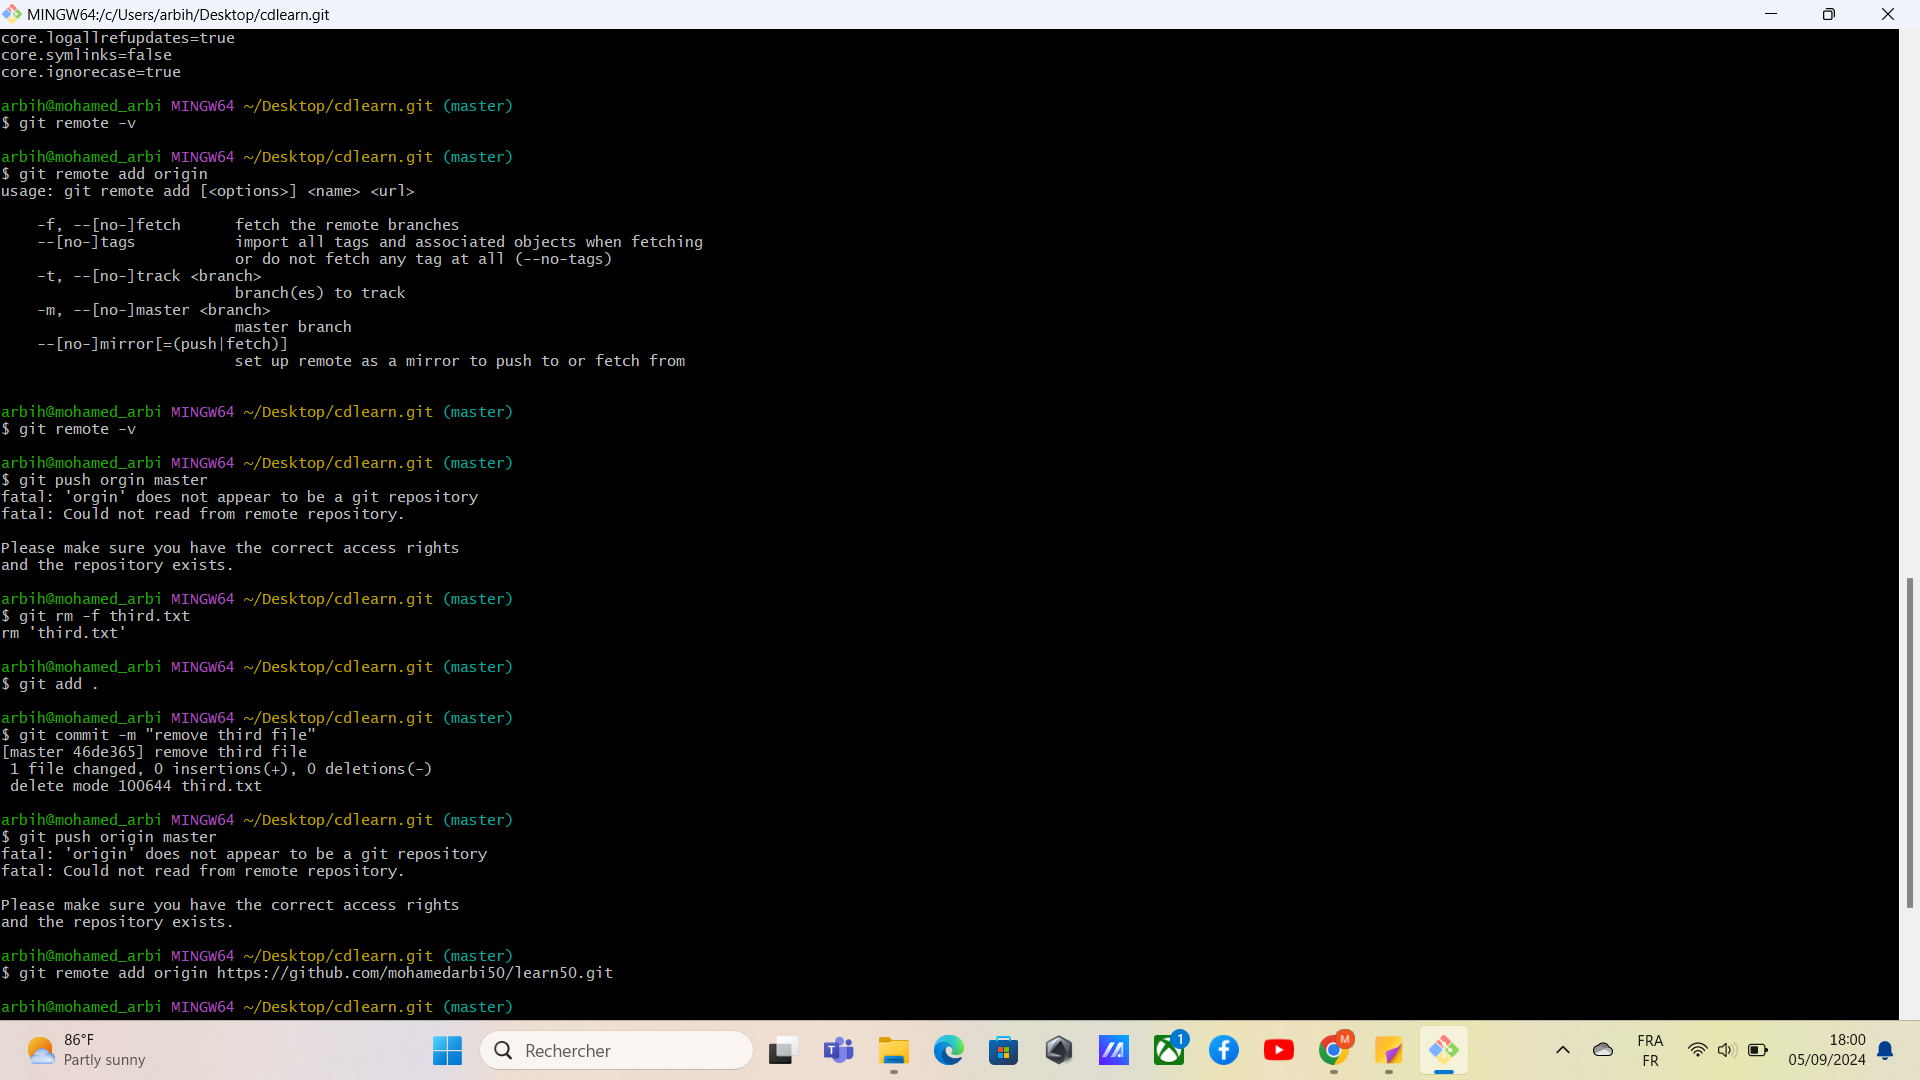 MINGW64:/c/Users/arbih/Desktop/cdlearn.git
core.logallrefupdates=true
core.symlinks=false
core.ignorecase=true
arbih@mohamed_arbi MINGW64 ~/Desktop/cdlearn.git (master)
$ git remote -v
arbih@mohamed_arbi MINGW64 ~/Desktop/cdlearn.git (master)
$ git remote add origin
usage: git remote add [<options>] <name> <url>
-f, --[no-]fetch fetch the remote branches
--[no-]tags import all tags and associated objects when fetching
or do not fetch any tag at all (--no-tags)
-t, --[no-]track <branch>
branch(es) to track
-m, --[no-]master <branch>
master branch
--[no-]mirror[=(push|fetch)]
set up remote as a mirror to push to or fetch from
arbih@mohamed_arbi MINGW64 ~/Desktop/cdlearn.git (master)
$ git remote -v
arbih@mohamed_arbi MINGW64 ~/Desktop/cdlearn.git (master)
$ git push orgin master
fatal: 'orgin' does not appear to be a git repository
fatal: Could not read from remote repository.
Please make sure you have the correct access rights
and the repository exists.
arbih@mohamed_arbi MINGW64 ~/Desktop/cdlearn.git (master)
$ git rm -f third.txt
rm 'third.txt'
arbih@mohamed_arbi MINGW64 ~/Desktop/cdlearn.git (master)
$ git add .
arbih@mohamed_arbi MINGW64 ~/Desktop/cdlearn.git (master)
$ git commit -m "remove third file"
[master 46de365] remove third file
1 file changed, 0 insertions(+), 0 deletions(-)
delete mode 100644 third.txt
arbih@mohamed_arbi MINGW64 ~/Desktop/cdlearn.git (master)
$ git push origin master
fatal: 'origin' does not appear to be a git repository
fatal: Could not read from remote repository.
Please make sure you have the correct access rights
and the repository exists.
arbih@mohamed_arbi MINGW64 ~/Desktop/cdlearn.git (master)
$ git remote add origin https://github.com/mohamedarbi50/learn50.git
arbih@mohamed_arbi MINGW64 ~/Desktop/cdlearn.git (master)
86°F
Partly sunny
Rechercher
1
M
FRA
FR
18:00
05/09/2024